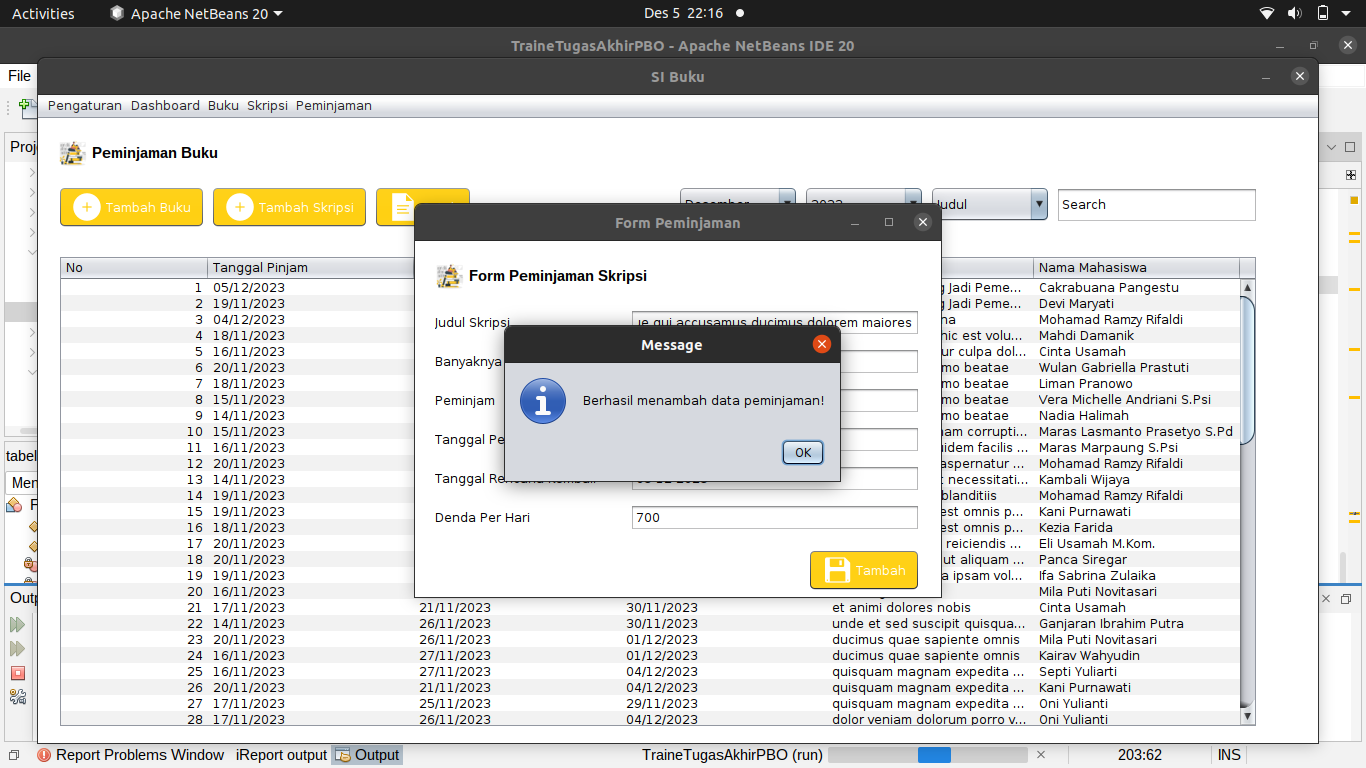 Activities Apache NetBeans 20 Des 5 22:16
TraineTugasAkhirPBO - Apache NetBeans IDE 20
File
SI Buku
Pengaturan Dashboard Buku Skripsi Peminjaman
Peminjaman Buku
Tambah Buku Tambah Skripsi Judul Search
Form Peminjaman
No Tanggal Pinjam Nama Mahasiswa
Form Peminjaman Skripsi
1 05/12/2023 Jadi Peme... Cakrabuana Pangestu
2 19/11/2023 Jadi Peme... Devi Maryati
3 04/12/2023 Mohamad Ramzy Rifaldi
Judul Skripsi qui accusamus ducimus dolorem maiores
4 18/11/2023 est volu... Mahdi Damanik
5 16/11/2023 culpa dol... Cinta Usamah
Message
Banyaknya
6 20/11/2023 beatae Wulan Gabriella Prastuti
7 18/11/2023 beatae Liman Pranowo
8 15/11/2023 beatae Vera Michelle Andriani S.Psi
Peminjam
Berhasil menambah data peminjaman!
9 14/11/2023 beatae Nadia Halimah
10 15/11/2023 corrupti... Maras Lasmanto Prasetyo S.Pd
Tanggal
11 16/11/2023 facilis ... Maras Marpaung S.Psi
OK
12 20/11/2023 aspernatur ... Mohamad Ramzy Rifaldi
13 14/11/2023 necessitati... Kambali Wijaya
Tanggal
14 19/11/2023 blanditiis Mohamad Ramzy Rifaldi
15 19/11/2023 est omnis p... Kani Purnawati
Denda Per Hari 700
16 18/11/2023 est omnis p... Kezia Farida
17 20/11/2023 reiciendis ... Eli Usamah M.Kom.
18 20/11/2023 ut aliquam ... Panca Siregar
Tambah
19 19/11/2023 ipsam vol... Ifa Sabrina Zulaika
20 16/11/2023 Mila Puti Novitasari
21 17/11/2023 21/11/2023 30/11/2023 et animi dolores nobis Cinta Usamah
22 14/11/2023 26/11/2023 30/11/2023 unde et sed suscipit quisqua... Ganjaran Ibrahim Putra
23 20/11/2023 26/11/2023 01/12/2023 ducimus quae sapiente omnis Mila Puti Novitasari
24 16/11/2023 27/11/2023 01/12/2023 ducimus quae sapiente omnis Kairav Wahyudin
25 16/11/2023 27/11/2023 04/12/2023 quisquam magnam expedita ... Septi Yuliarti
26 20/11/2023 21/11/2023 04/12/2023 quisquam magnam expedita ... Kani Purnawati
27 17/11/2023 25/11/2023 29/11/2023 quisquam magnam expedita ... Oni Yulianti
28 17/11/2023 26/11/2023 04/12/2023 dolor veniam dolorum porro v... Oni Yulianti
Report Problems Window iReport output Output TraineTugasAkhirPBO (run) 203:62 INS